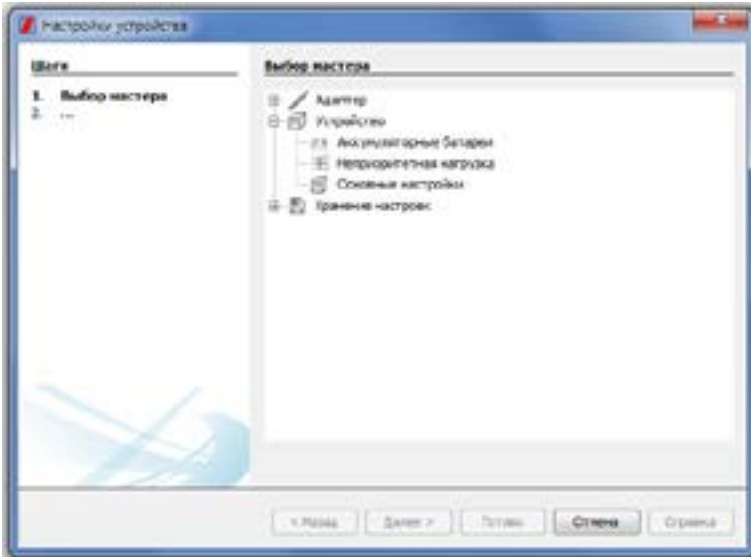 Настройки устройства
Шаги
1. Выбор мастера
2. ...
Выбор мастера
Адаптер
Устройство
Аккумуляторные батареи
Неприоритетная нагрузка
Основные настройки
Хранение настроек
< Назад
Далее >
Готово
Отмена
Справка